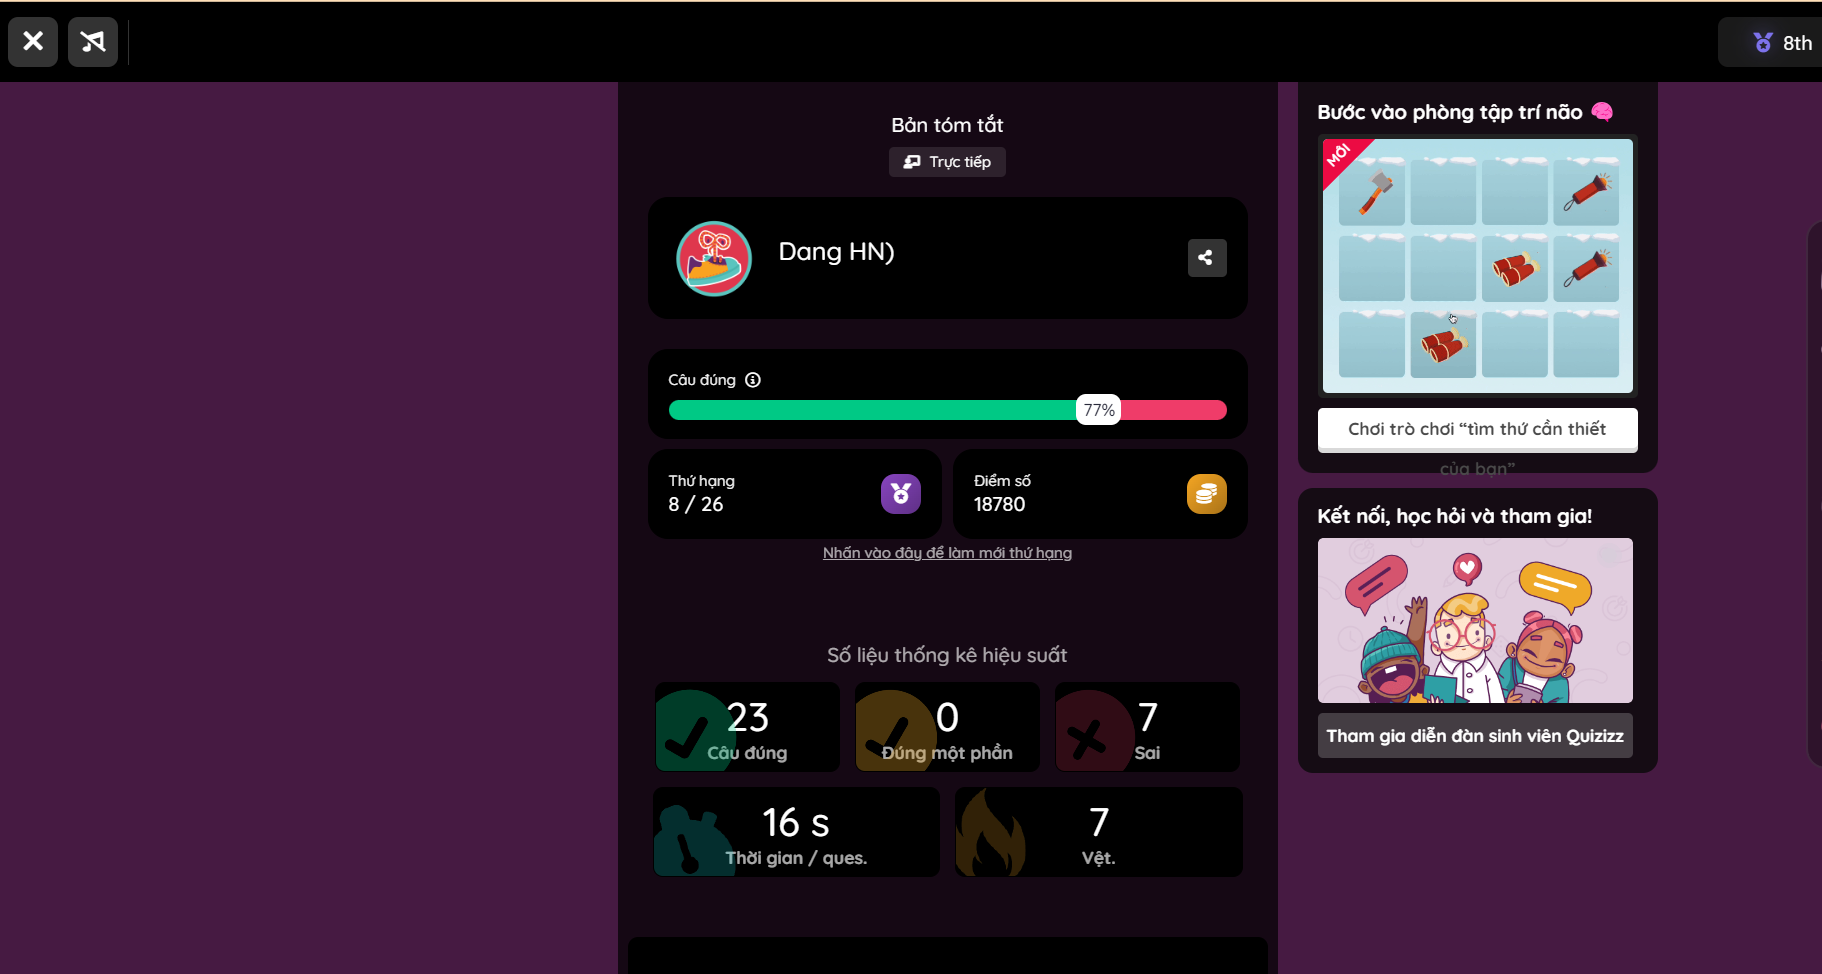 8th
Bản tóm tắt
Trực tiếp
Dang HN)
Câu đúng
77%
Thứ hạng
8 / 26
Điểm số
18780
Nhấn vào đây để làm mới thứ hạng
Số liệu thống kê hiệu suất
23
Câu đúng
0
Đúng một phần
7
Sai
16 s
Thời gian / ques.
7
Vệt.
Bước vào phòng tập trí não
MỚI
Chơi trò chơi “tìm thứ cần thiết
của bạn”
Kết nối, học hỏi và tham gia!
Tham gia diễn đàn sinh viên Quizizz